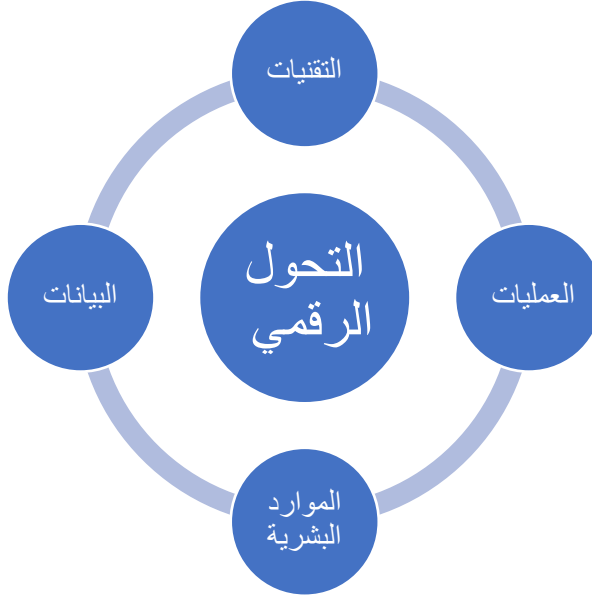 التقنيات
التحول
الرقمي
العمليات
البيانات
الموارد
البشرية